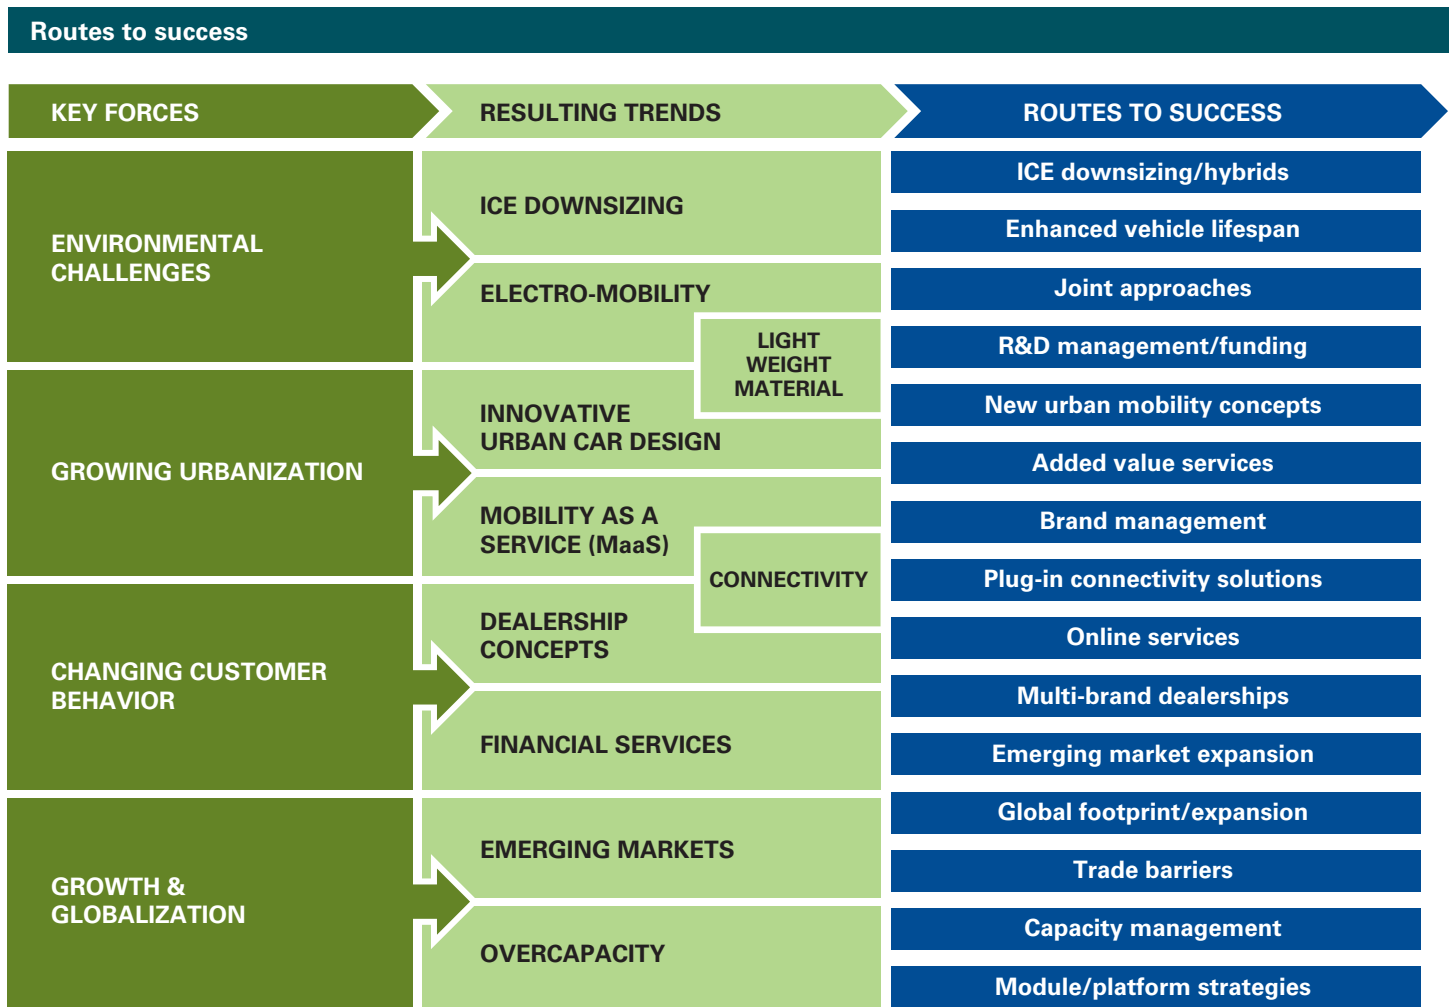 Routes to success
KEY FORCES
RESULTING TRENDS
ROUTES TO SUCCESS
ENVIRONMENTAL
CHALLENGES
GROWING URBANIZATION
CHANGING CUSTOMER
BEHAVIOR
GROWTH &
GLOBALIZATION
ICE DOWNSIZING
ELECTRO-MOBILITY
LIGHT
WEIGHT
MATERIAL
INNOVATIVE
URBAN CAR DESIGN
MOBILITY AS A
SERVICE (MaaS)
CONNECTIVITY
DEALERSHIP
CONCEPTS
FINANCIAL SERVICES
EMERGING MARKETS
OVERCAPACITY
ICE downsizing/hybrids
Enhanced vehicle lifespan
Joint approaches
R&D management/funding
New urban mobility concepts
Added value services
Brand management
Plug-in connectivity solutions
Online services
Multi-brand dealerships
Emerging market expansion
Global footprint/expansion
Trade barriers
Capacity management
Module/platform strategies